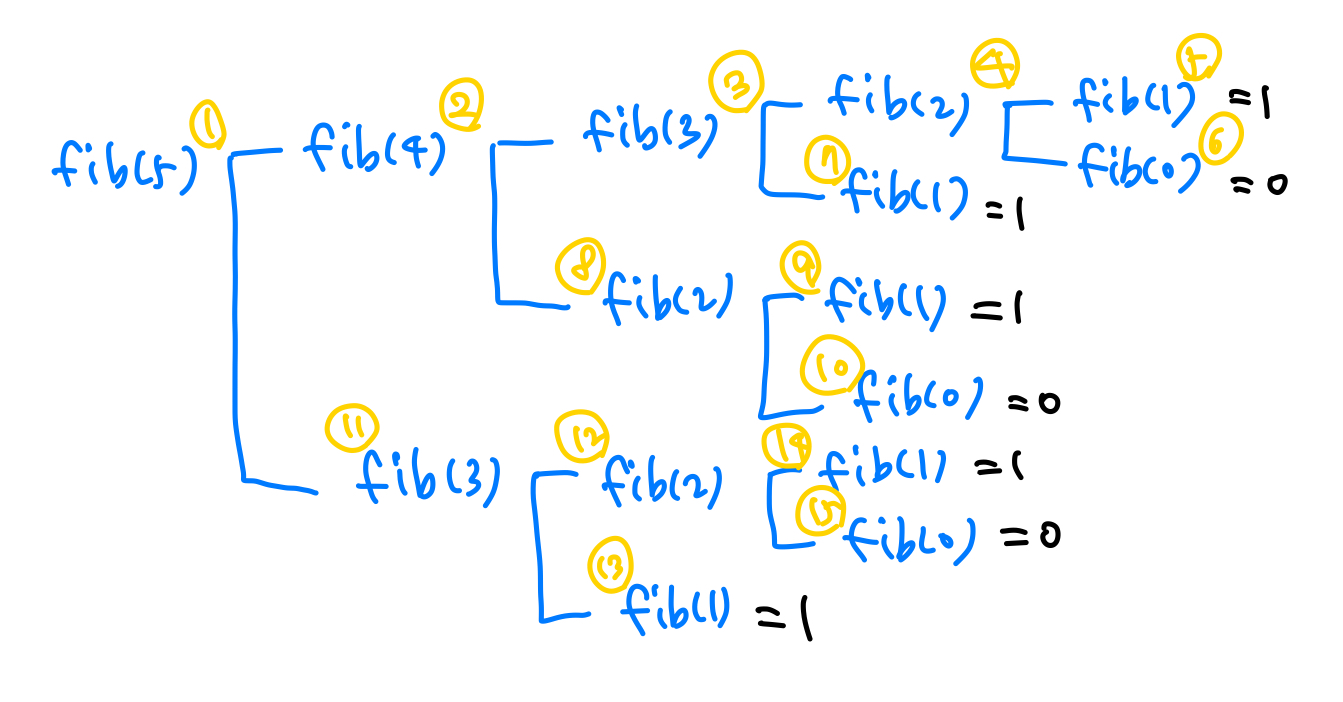 fib(5) ① fib(4) ② fib(3) ③ fib(2) ④ fib(1) ⑤ = 1
fib(0) ⑥ = 0
⑦ fib(1) = 1
⑧ fib(2) ⑨ fib(1) = 1
⑩ fib(0) = 0
⑪ fib(3) ⑫ fib(2) ⑭ fib(1) = 1
⑮ fib(0) = 0
⑬ fib(1) = 1